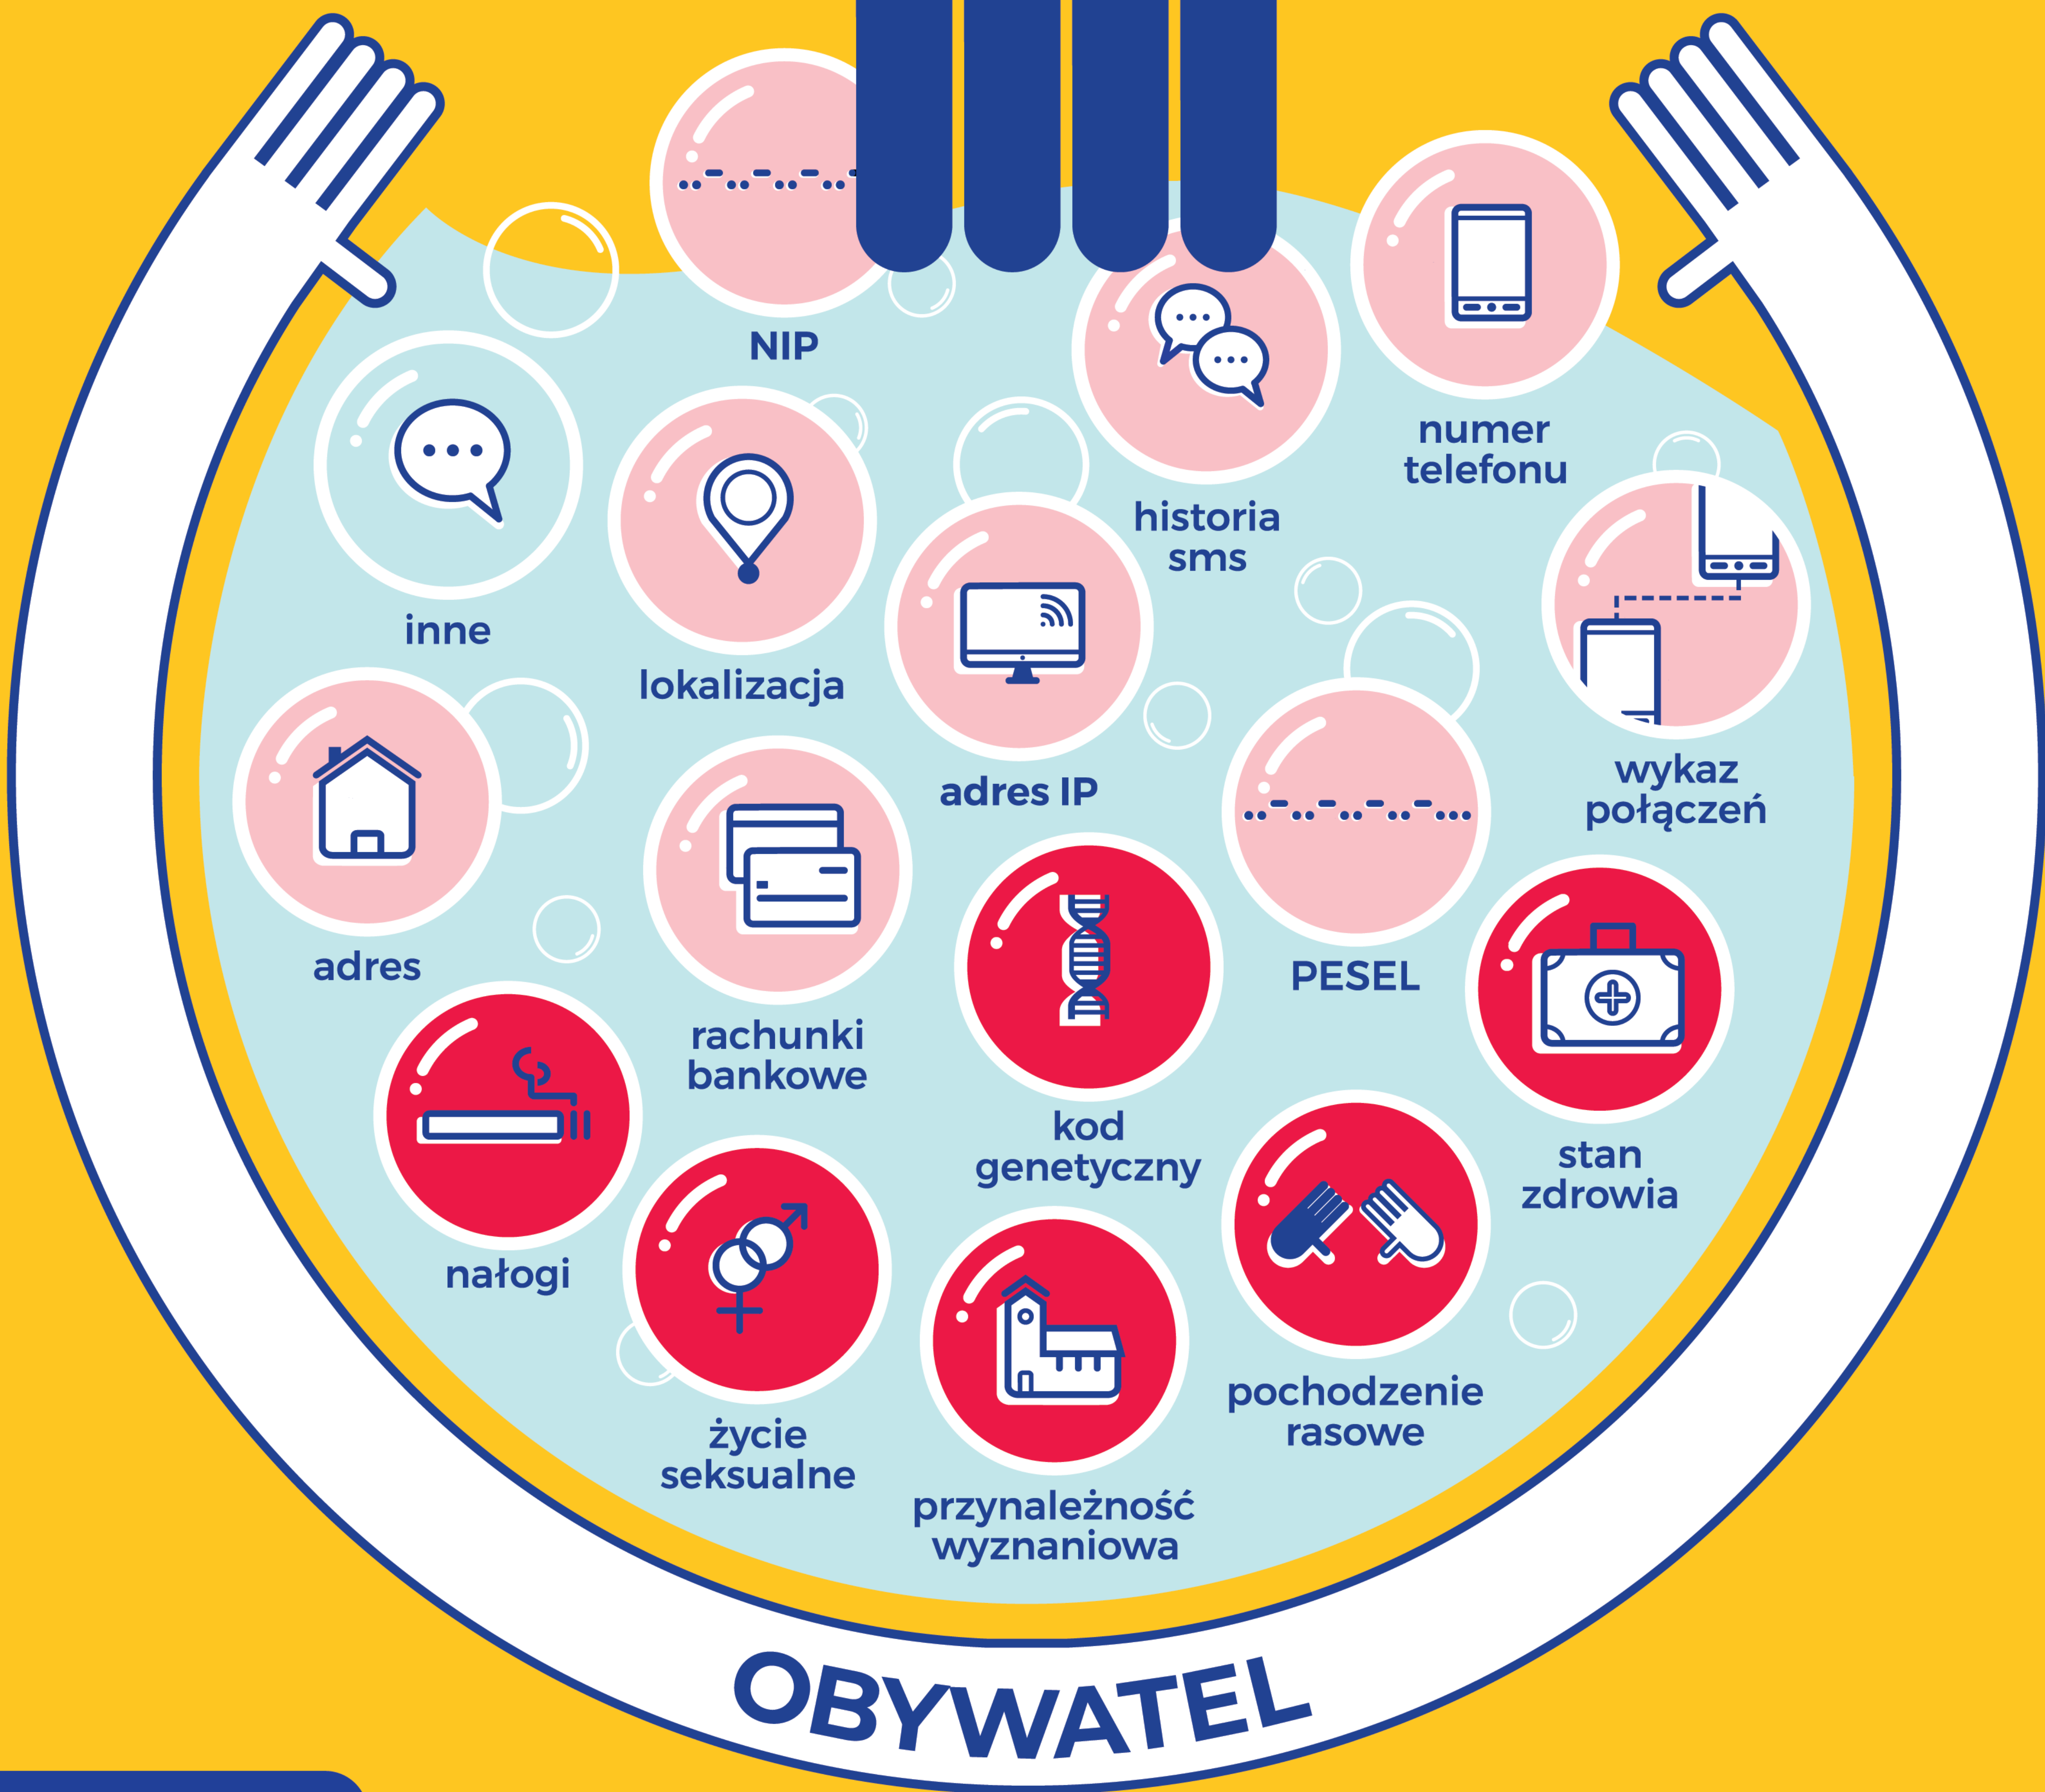 NIP
numer
telefonu
historia
sms
inne
lokalizacja
adres IP
wykaz
połączeń
adres
PESEL
rachunki
bankowe
kod
genetyczny
stan
zdrowia
nałogi
pochodzenie
rasowe
życie
seksualne
przynależność
wyznaniowa
OBYWATEL